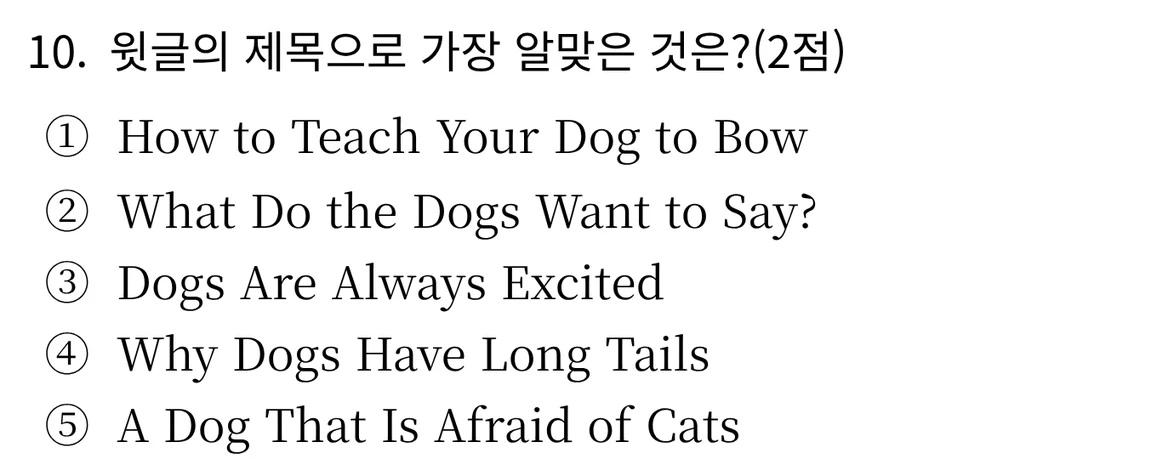 10. 윗글의 제목으로 가장 알맞은 것은?(2점)
① How to Teach Your Dog to Bow
② What Do the Dogs Want to Say?
③ Dogs Are Always Excited
④ Why Dogs Have Long Tails
⑤ A Dog That Is Afraid of Cats